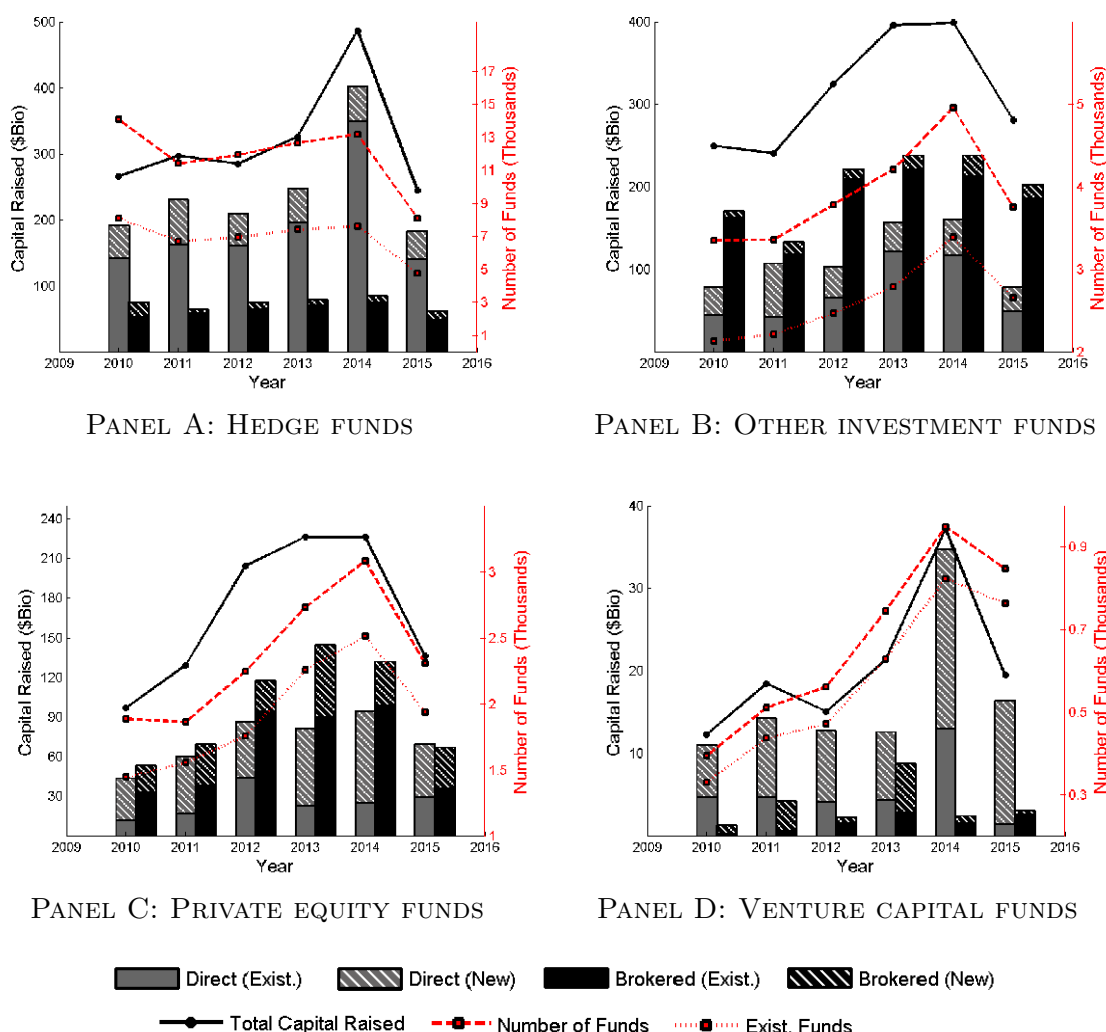 500
400
300
200
100
Capital Raised ($Bio)
17
15
13
11
9
7
5
3
1
Number of Funds (Thousands)
2009 2010 2011 2012 2013 2014 2015 2016
Year
PANEL A: HEDGE FUNDS
400
300
200
100
Capital Raised ($Bio)
5
4
3
2
Number of Funds (Thousands)
2009 2010 2011 2012 2013 2014 2015 2016
Year
PANEL B: OTHER INVESTMENT FUNDS
240
210
180
150
120
90
60
30
Capital Raised ($Bio)
3
2.5
2
1.5
1
Number of Funds (Thousands)
2009 2010 2011 2012 2013 2014 2015 2016
Year
PANEL C: PRIVATE EQUITY FUNDS
40
30
20
10
Capital Raised ($Bio)
0.9
0.7
0.5
0.3
Number of Funds (Thousands)
2009 2010 2011 2012 2013 2014 2015 2016
Year
PANEL D: VENTURE CAPITAL FUNDS
Direct (Exist.) Direct (New) Brokered (Exist.) Brokered (New)
Total Capital Raised Number of Funds Exist. Funds